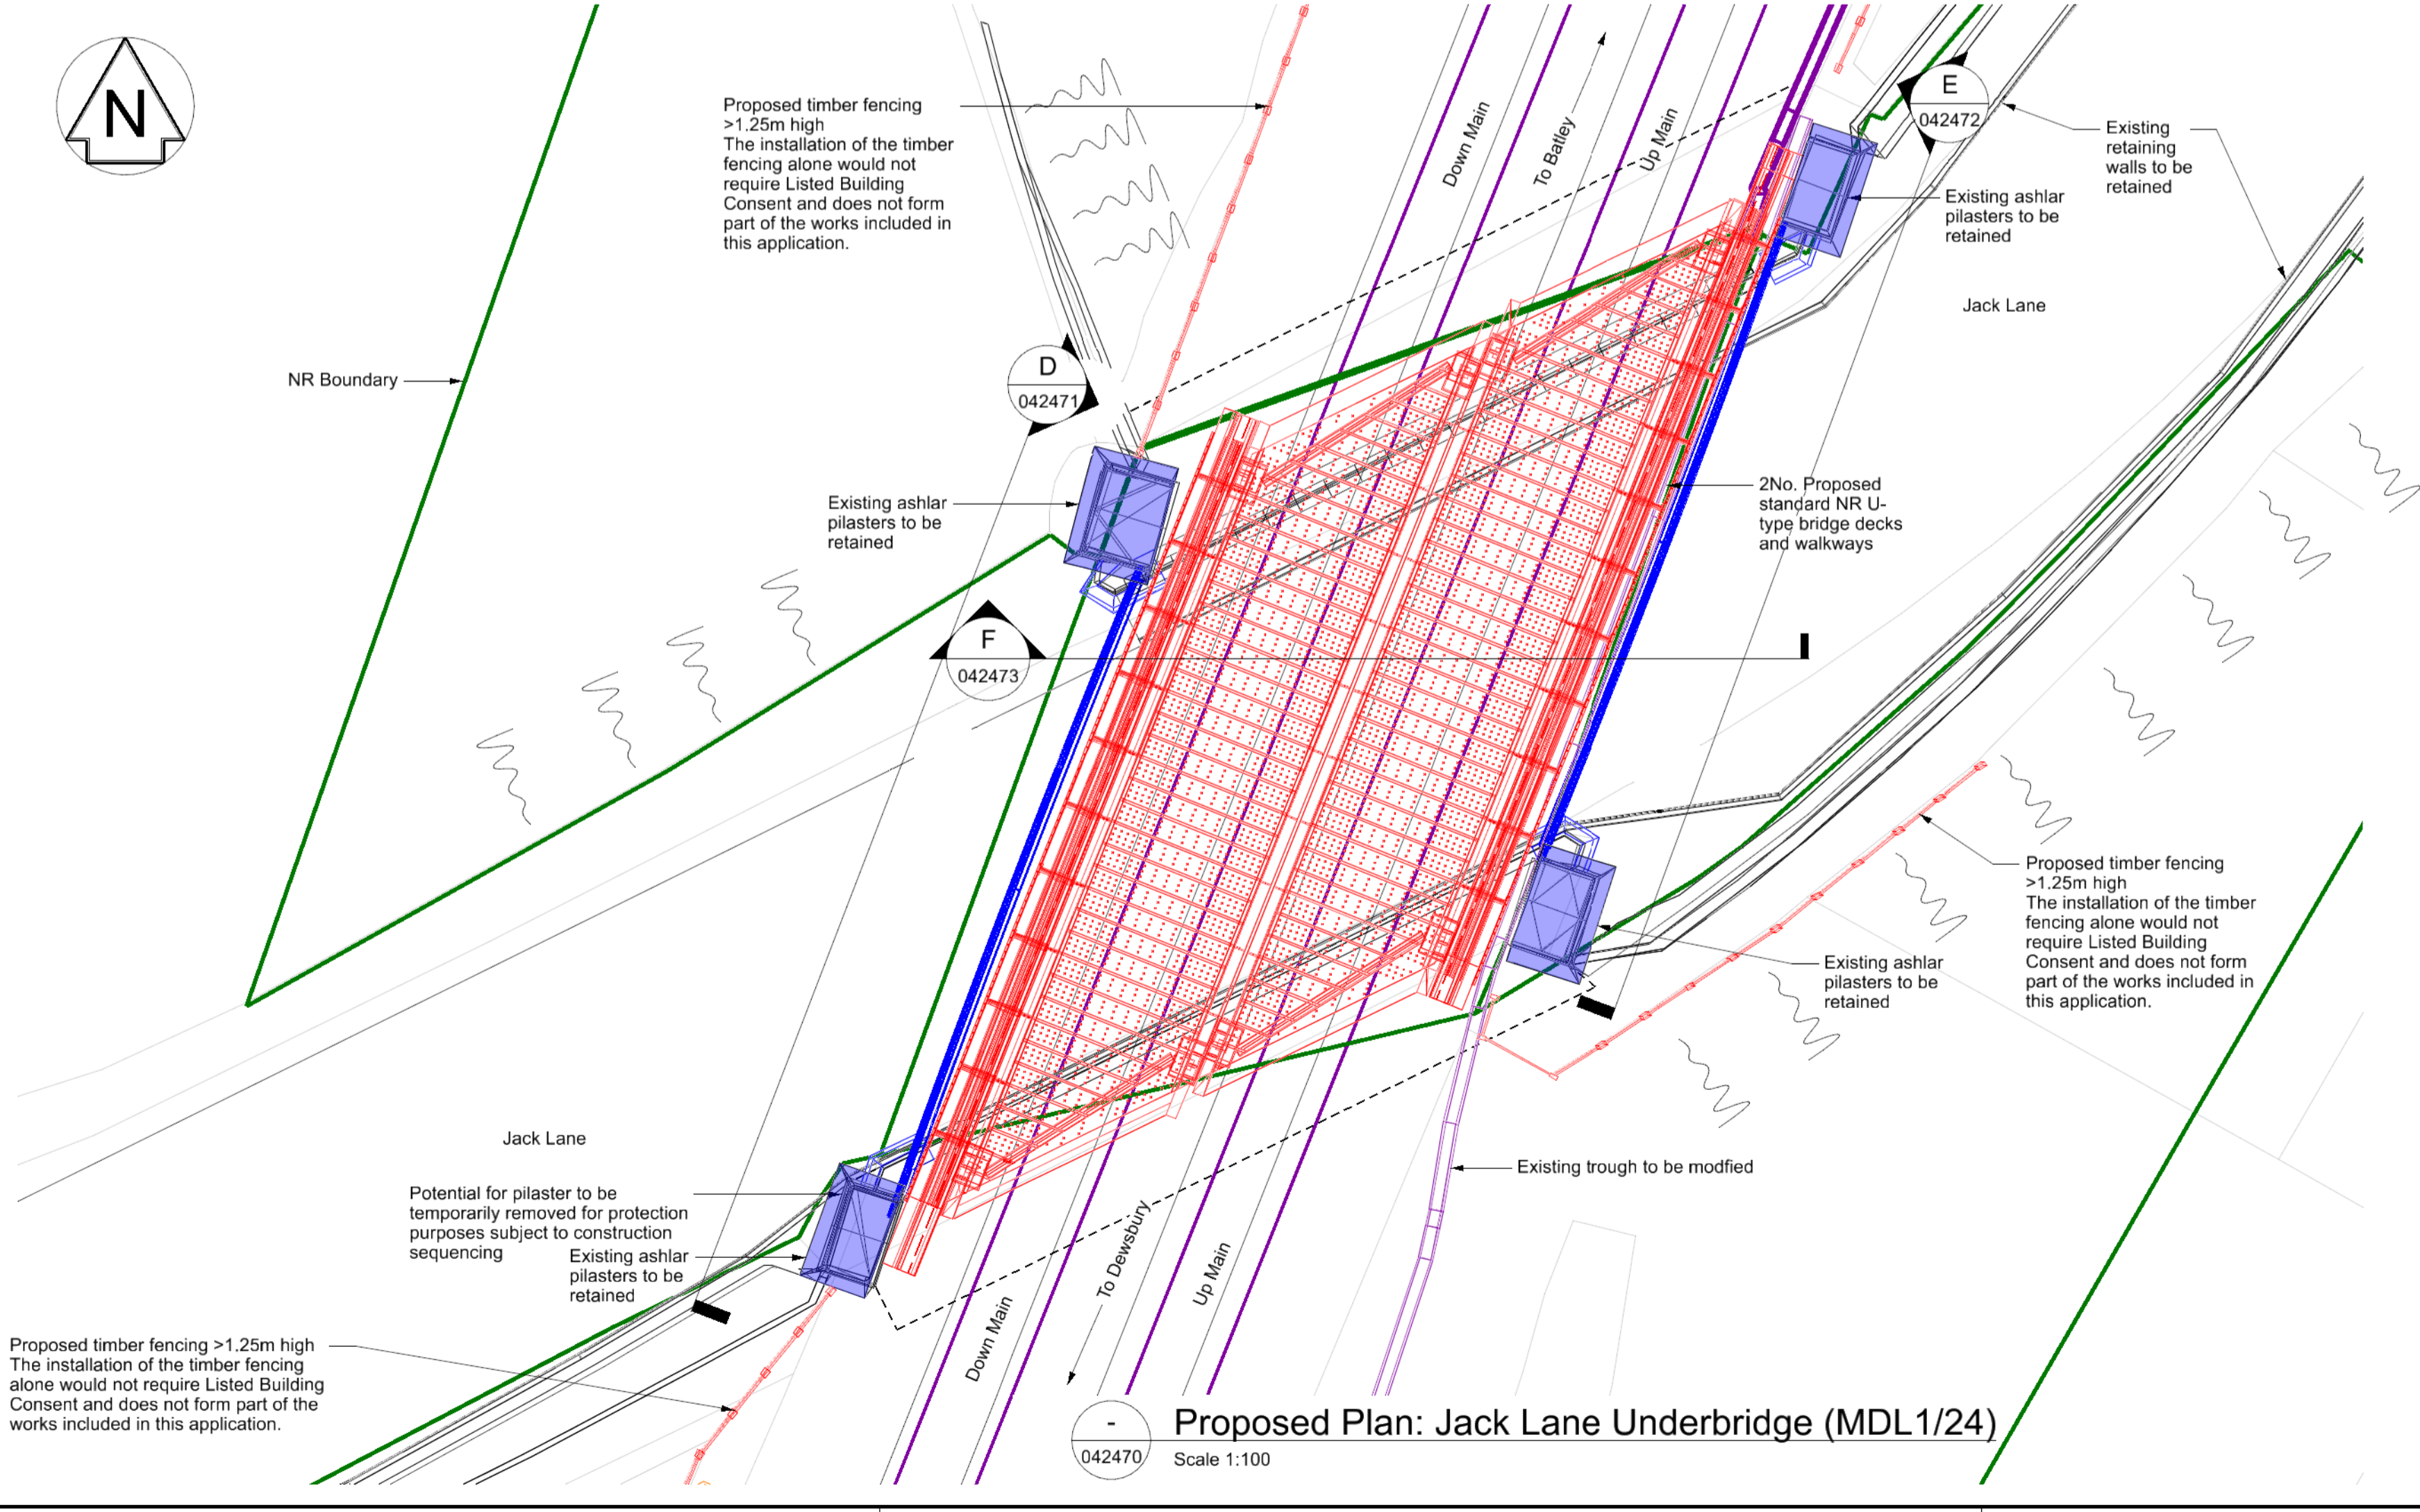 N
Proposed timber fencing
>1.25m high
The installation of the timber
fencing alone would not
require Listed Building
Consent and does not form
part of the works included in
this application.
Down Main
To Batley
Up Main
E
042472
Existing
retaining
walls to be
retained
Existing ashlar
pilasters to be
retained
Jack Lane
NR Boundary
D
042471
Existing ashlar
pilasters to be
retained
2No. Proposed
standard NR U-
type bridge decks
and walkways
F
042473
Proposed timber fencing
>1.25m high
The installation of the timber
fencing alone would not
require Listed Building
Consent and does not form
part of the works included in
this application.
Existing ashlar
pilasters to be
retained
Jack Lane
Existing trough to be modfied
Potential for pilaster to be
temporarily removed for protection
purposes subject to construction
sequencing
Existing ashlar
pilasters to be
retained
To Dewsbury
Up Main
Down Main
Proposed timber fencing >1.25m high
The installation of the timber fencing
alone would not require Listed Building
Consent and does not form part of the
works included in this application.
-
042470
Proposed Plan: Jack Lane Underbridge (MDL1/24)
Scale 1:100